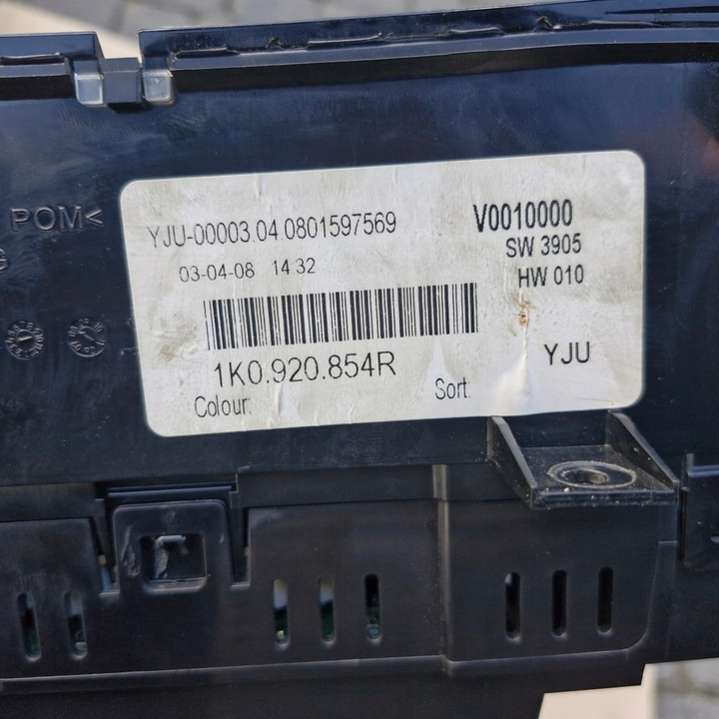 POM<
G
YJU-00003.04.0801597569
V0010000
03-04-08 14:32
SW 3905
HW 010
1K0.920.854R
YJU
Colour:
Sort.